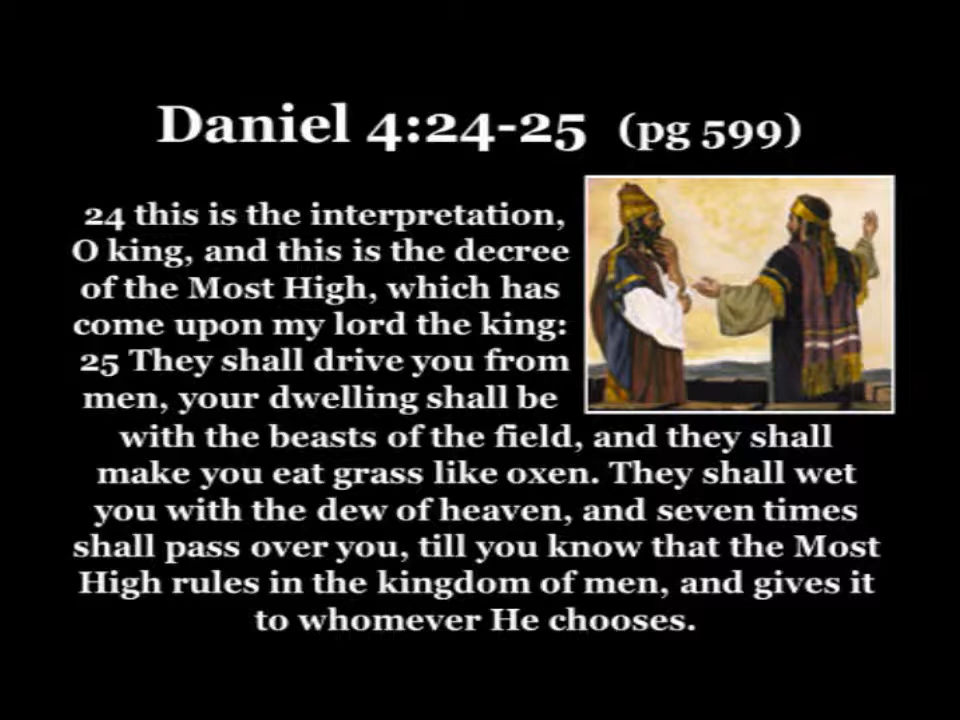 Daniel 4:24-25 (pg 599)
24 this is the interpretation,
O king, and this is the decree
of the Most High, which has
come upon my lord the king:
25 They shall drive you from
men, your dwelling shall be
with the beasts of the field, and they shall
make you eat grass like oxen. They shall wet
you with the dew of heaven, and seven times
shall pass over you, till you know that the Most
High rules in the kingdom of men, and gives it
to whomever He chooses.